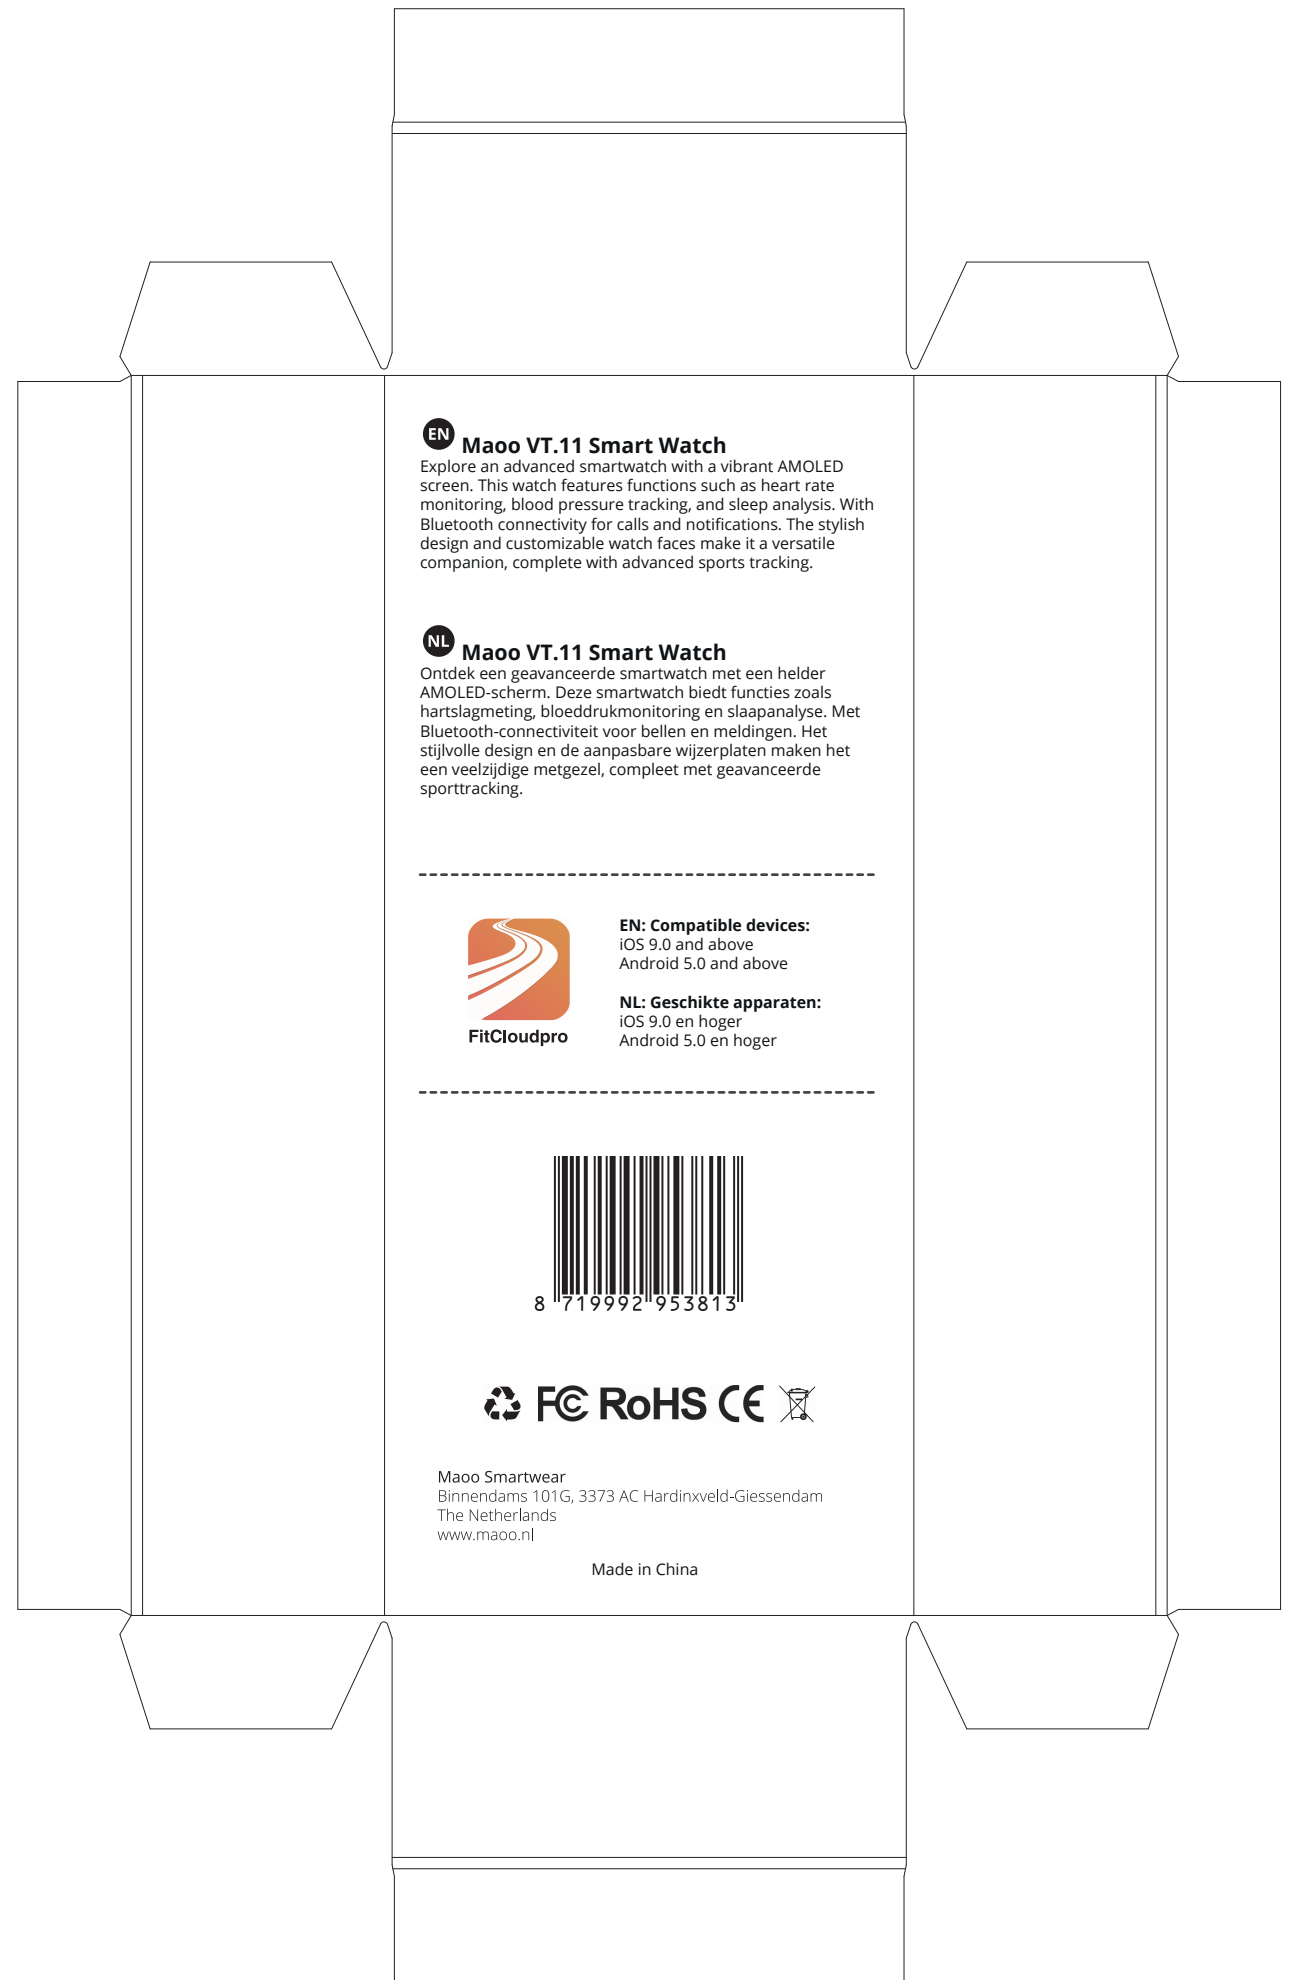 EN Maoo VT.11 Smart Watch
Explore an advanced smartwatch with a vibrant AMOLED
screen. This watch features functions such as heart rate
monitoring, blood pressure tracking, and sleep analysis. With
Bluetooth connectivity for calls and notifications. The stylish
design and customizable watch faces make it a versatile
companion, complete with advanced sports tracking.
NL Maoo VT.11 Smart Watch
Ontdek een geavanceerde smartwatch met een helder
AMOLED-scherm. Deze smartwatch biedt functies zoals
hartslagmeting, bloeddrukmonitoring en slaapanalyse. Met
Bluetooth-connectiviteit voor bellen en meldingen. Het
stijlvolle design en de aanpasbare wijzerplaten maken het
een veelzijdige metgezel, compleet met geavanceerde
sporttracking.
FitCloudpro
EN: Compatible devices:
iOS 9.0 and above
Android 5.0 and above
NL: Geschikte apparaten:
iOS 9.0 en hoger
Android 5.0 en hoger
8 719992 953813
FC RoHS CE
Maoo Smartwear
Binnendams 101G, 3373 AC Hardinxveld-Giessendam
The Netherlands
www.maoo.nl
Made in China